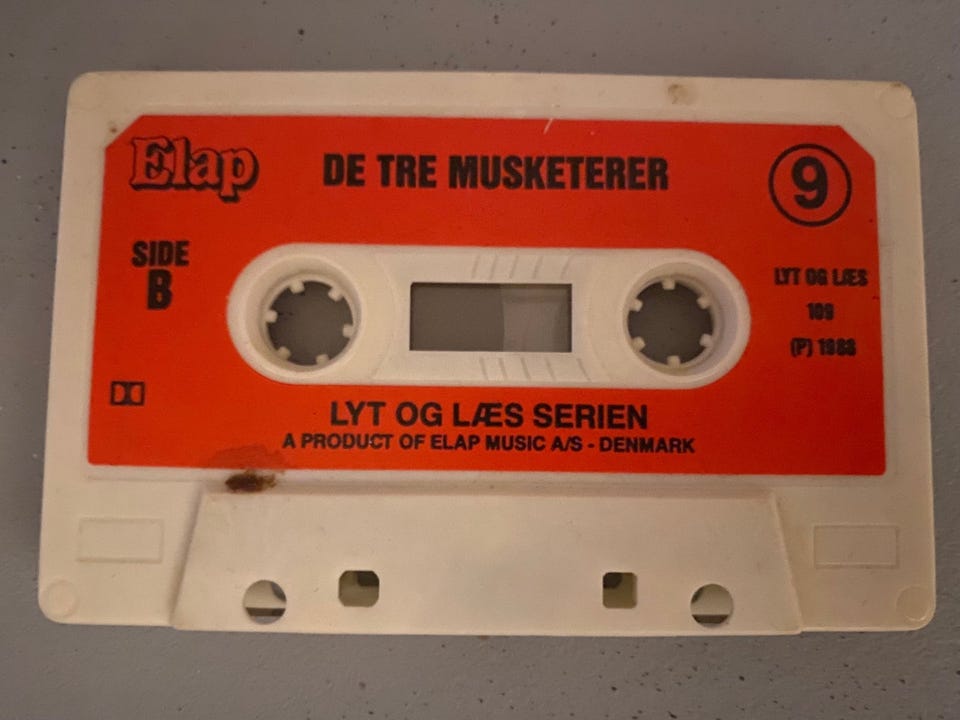 Elap
DE TRE MUSKETERER
9
SIDE
B
LYT OG LÆS
109
(P) 1988
LYT OG LÆS SERIEN
A PRODUCT OF ELAP MUSIC A/S - DENMARK